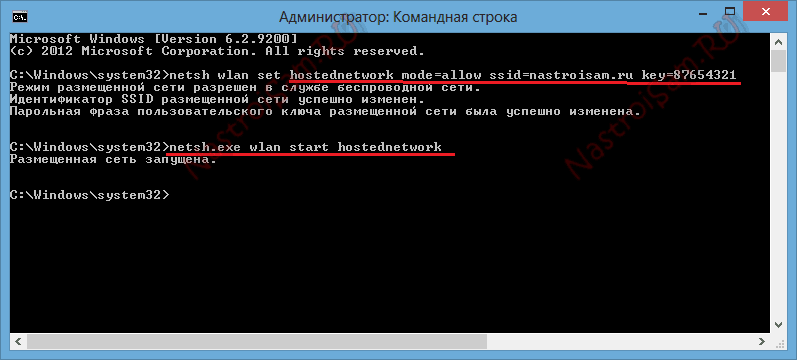 Администратор: Командная строка
C:\.
Microsoft Windows [Version 6.2.9200]
(c) 2012 Microsoft Corporation. All rights reserved.
C:\Windows\system32>netsh wlan set hostednetwork mode=allow ssid=nastroisam.ru key=87654321
Режим размещенной сети разрешен в службе беспроводной сети.
Идентификатор SSID размещенной сети успешно изменен.
Парольная фраза пользовательского ключа размещенной сети была успешно изменена.
C:\Windows\system32>netsh.exe wlan start hostednetwork
Размещенная сеть запущена.
C:\Windows\system32>
NastroiSam.RU
NastroiSam.RU